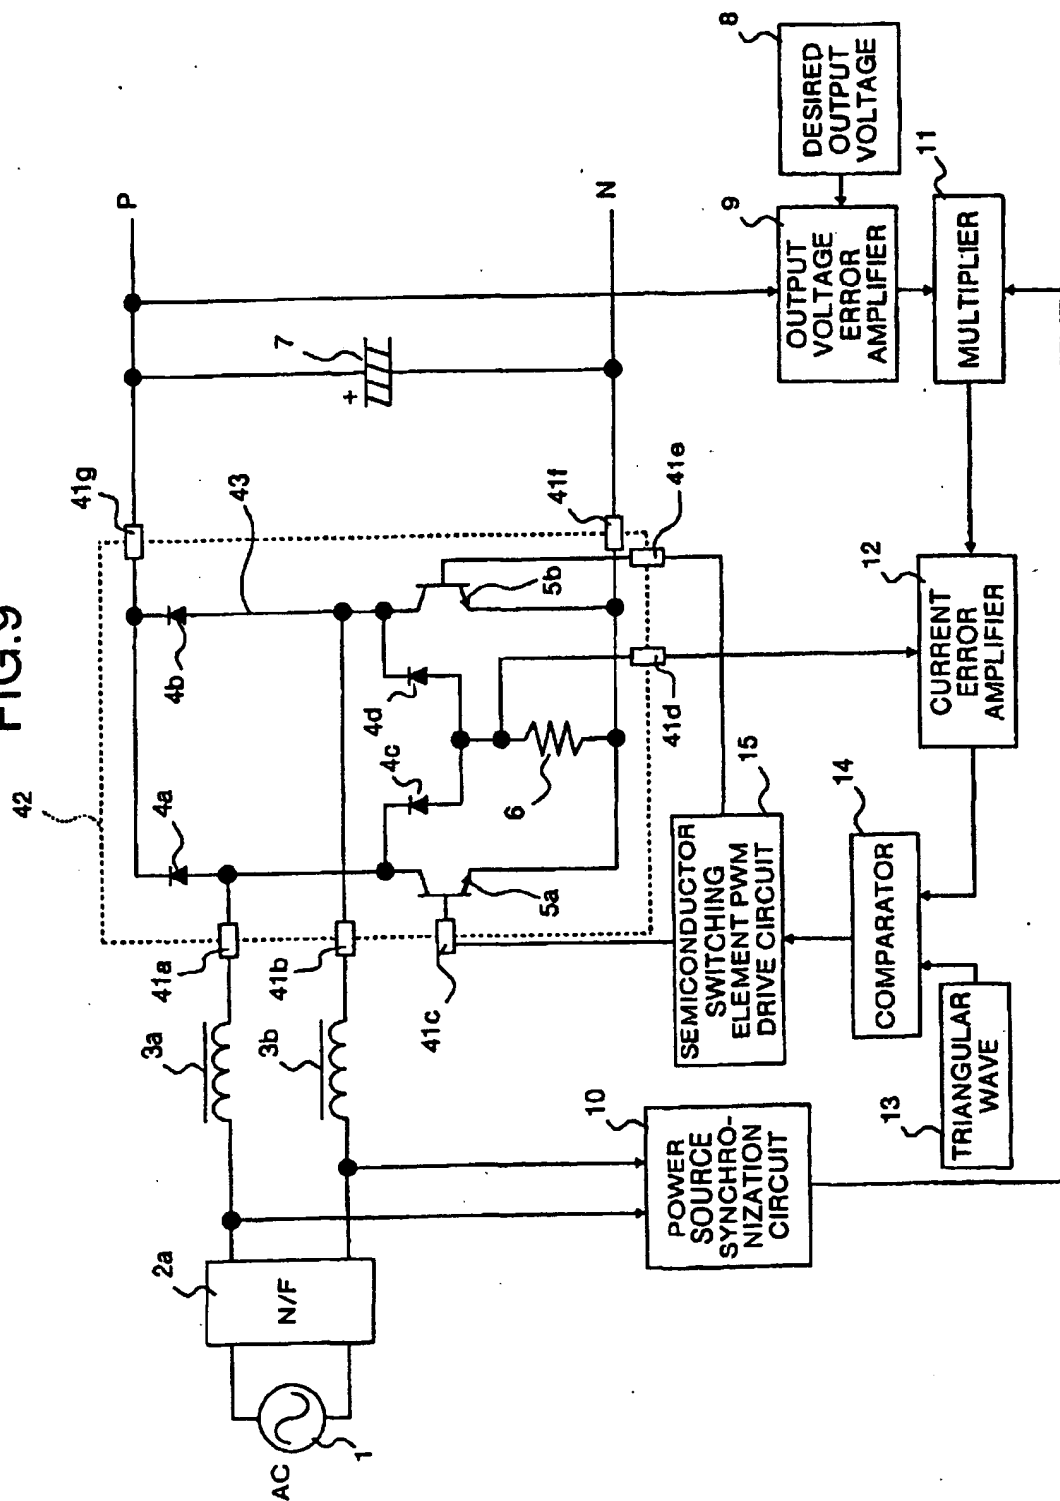 FIG.9
42
41g
P
4a
4b
43
7
+
41a
3a
2a
N/F
AC
1
3b
41b
41c
4c
4d
6
5a
5b
41f
41e
41d
N
8
DESIRED
OUTPUT
VOLTAGE
9
OUTPUT
VOLTAGE
ERROR
AMPLIFIER
11
MULTIPLIER
12
CURRENT
ERROR
AMPLIFIER
15
SEMICONDUCTOR
SWITCHING
ELEMENT PWM
DRIVE CIRCUIT
14
COMPARATOR
13
TRIANGULAR
WAVE
10
POWER
SOURCE
SYNCHRO-
NIZATION
CIRCUIT